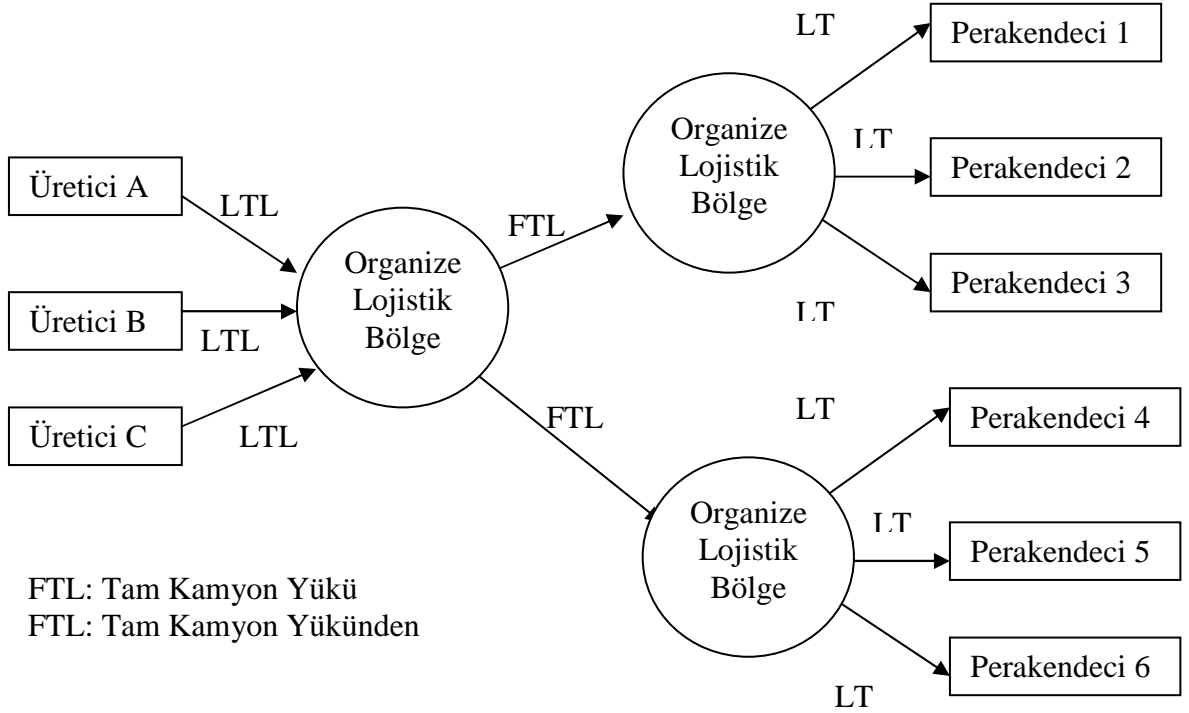 Üretici A
Üretici B
Üretici C
LTL
LTL
LTL
Organize
Lojistik
Bölge
FTL
FTL
Organize
Lojistik
Bölge
LT
LT
LT
Perakendeci 1
Perakendeci 2
Perakendeci 3
Organize
Lojistik
Bölge
LT
LT
LT
Perakendeci 4
Perakendeci 5
Perakendeci 6
FTL: Tam Kamyon Yükü
FTL: Tam Kamyon Yükünden